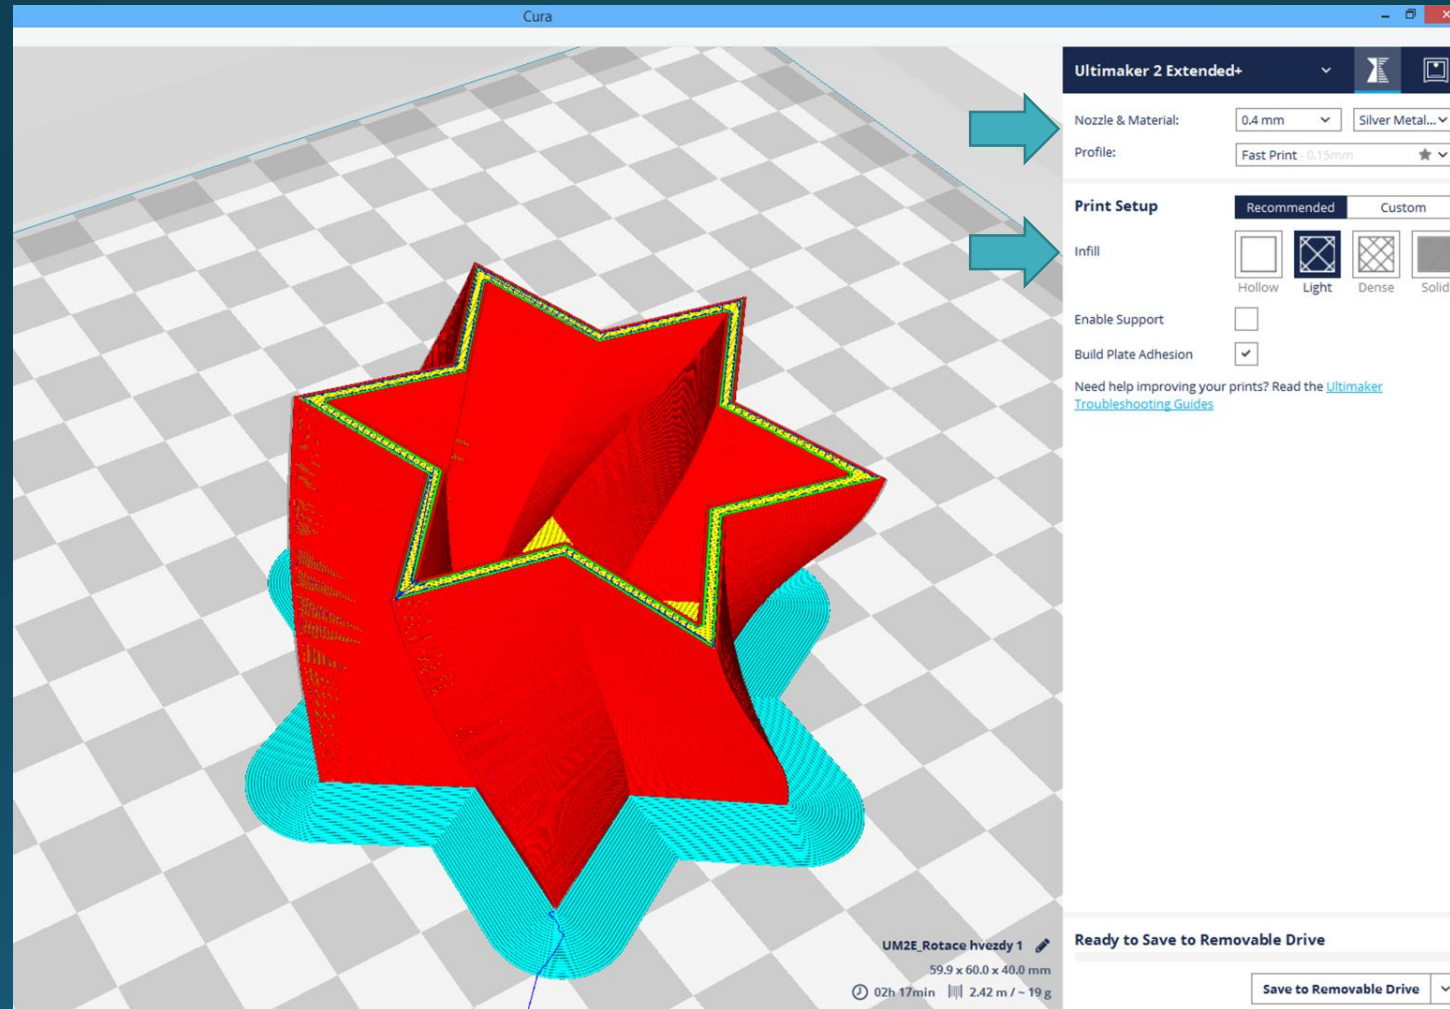 Cura
Ultimaker 2 Extended+
Nozzle & Material:
0.4 mm
Silver Metal...
Profile:
Fast Print - 0.15mm
Print Setup
Recommended
Custom
Infill
Hollow
Light
Dense
Solid
Enable Support
Build Plate Adhesion
Need help improving your prints? Read the Ultimaker
Troubleshooting Guides
UM2E_Rotace hvezdy 1
59.9 x 60.0 x 40.0 mm
02h 17min
2.42 m / ~ 19 g
Ready to Save to Removable Drive
Save to Removable Drive